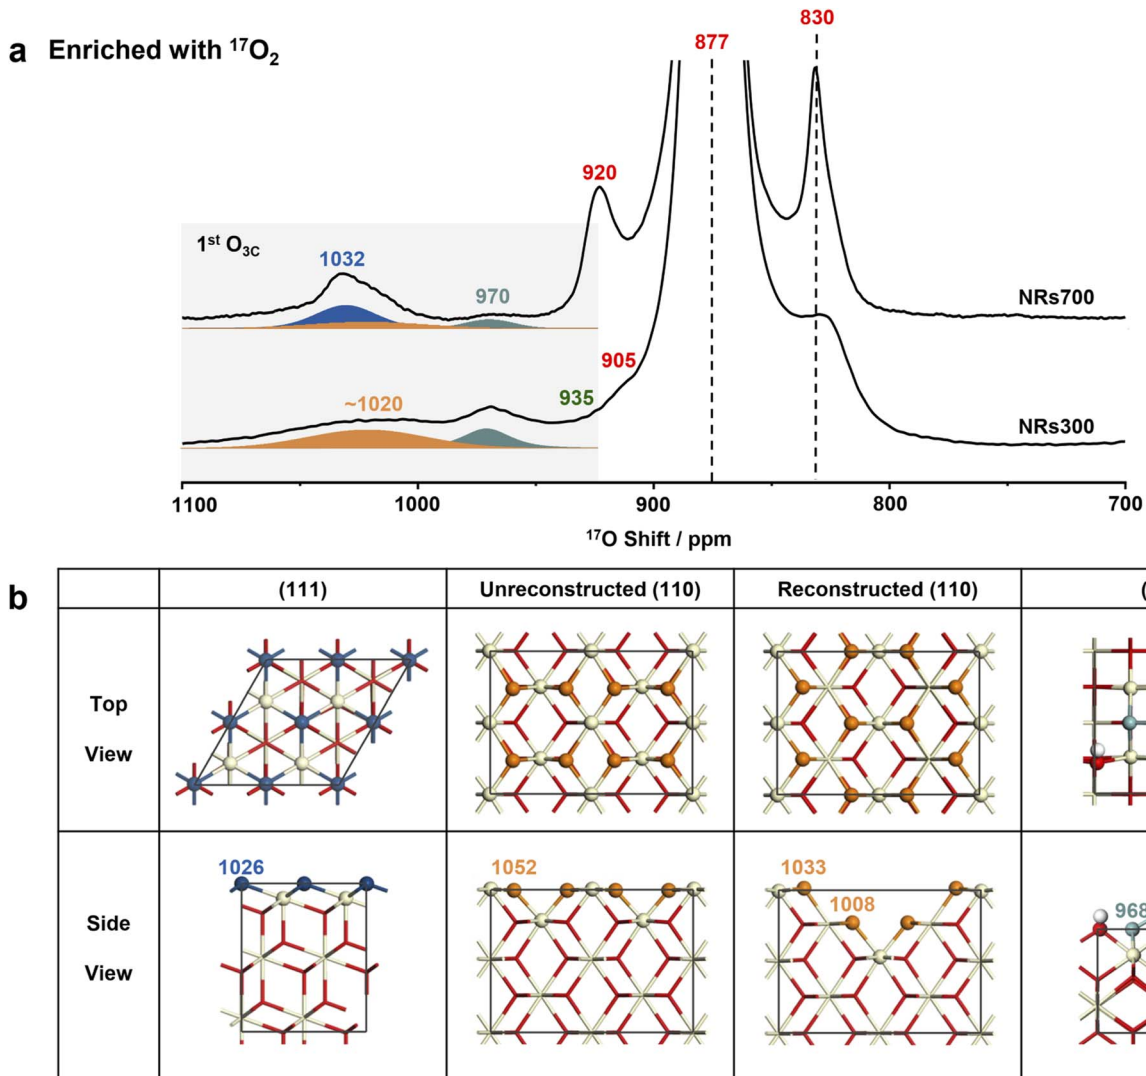 a Enriched with ¹⁷O₂
830
877
920
1ˢᵗ O₃C
1032
970
NRs700
905
935
~1020
NRs300
1100 1000 900 800 700
¹⁷O Shift / ppm
b (111) Unreconstructed (110) Reconstructed (110) (
Top
View
1026 1052 1033
1008
968
Side
View